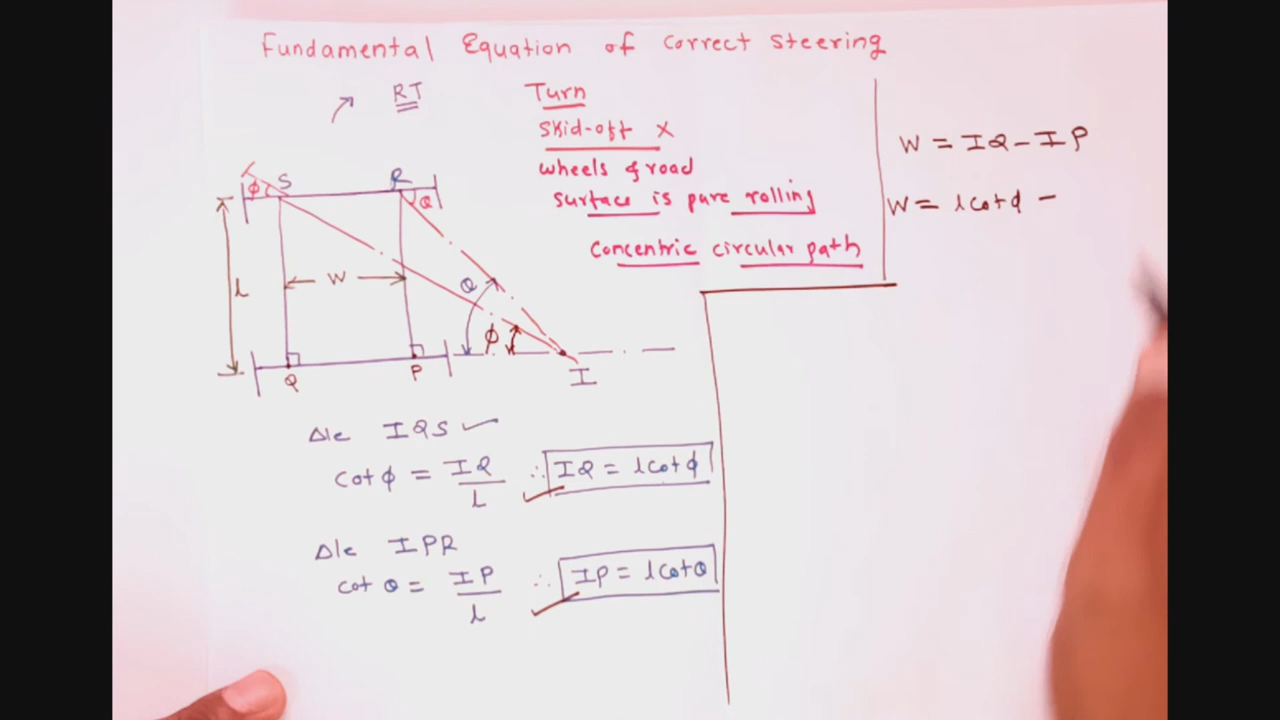 Fundamental Equation of correct steering
RT
Turn
Skid-off X
wheels & road
surface is pure rolling
Concentric circular path
W = IQ - IP
W = l cot ϕ -
ϕ S R θ
l
W
θ
ϕ
Q P I
Δle IQS ✓
cot ϕ = IQ / l ∴ IQ = l cot ϕ
Δle IPR
cot θ = IP / l ∴ IP = l cot θ